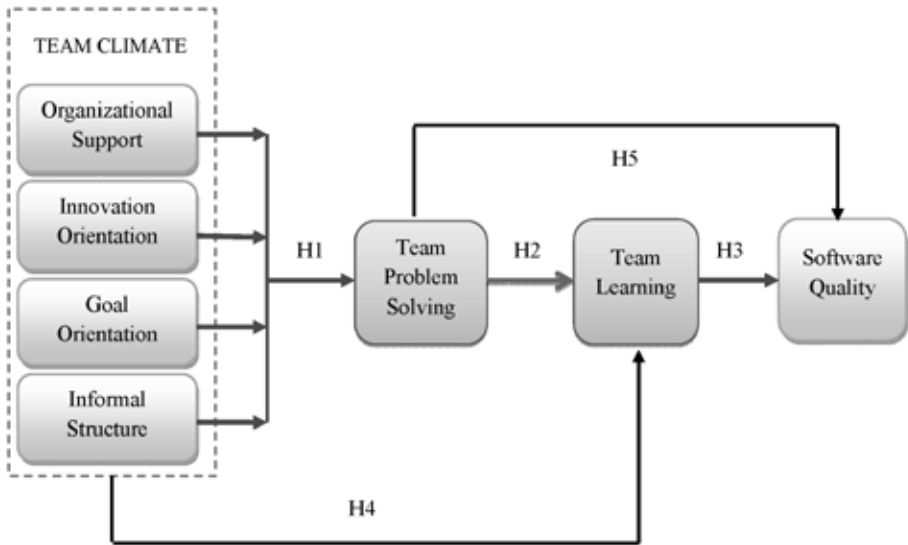 TEAM CLIMATE
Organizational
Support
Innovation
Orientation
Goal
Orientation
Informal
Structure
H1
Team
Problem
Solving
H2
Team
Learning
H3
Software
Quality
H5
H4